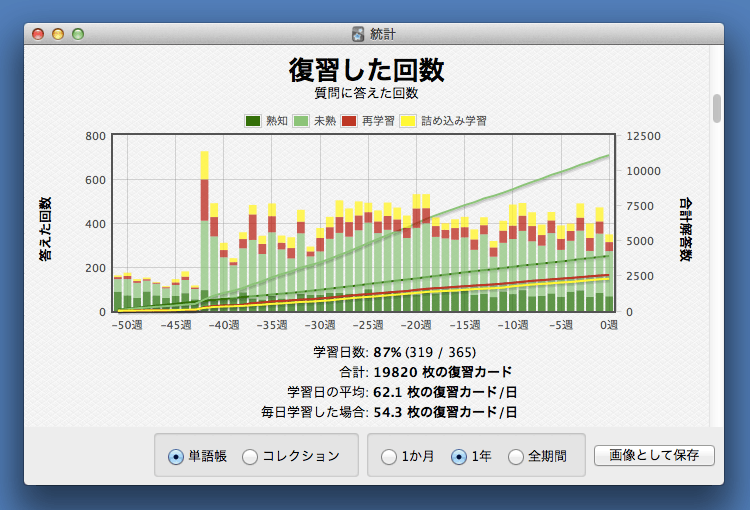 統計
復習した回数
質問に答えた回数
熟知 未熟 再学習 詰め込み学習
答えた回数
800
600
400
200
0
12500
10000
7500
5000
2500
0
合計解答数
-50週 -45週 -40週 -35週 -30週 -25週 -20週 -15週 -10週 -5週 0週
学習日数: 87% (319 / 365)
合計: 19820 枚の復習カード
学習日の平均: 62.1 枚の復習カード/日
毎日学習した場合: 54.3 枚の復習カード/日
単語帳 コレクション 1か月 1年 全期間 画像として保存